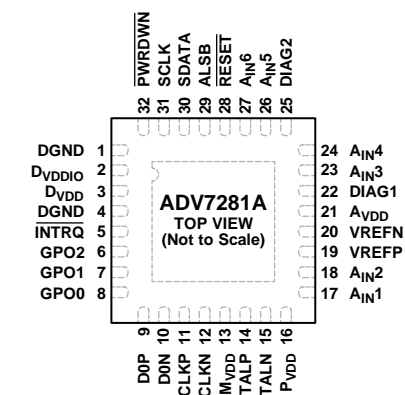 32 PWRDWN
31 SCLK
30 SDATA
29 ALSB
28 RESET
27 AIN6
26 AIN5
25 DIAG2
DGND 1
DVDDIO 2
DVDD 3
DGND 4
INTRQ 5
GPO2 6
GPO1 7
GPO0 8
ADV7281A
TOP VIEW
(Not to Scale)
24 AIN4
23 AIN3
22 DIAG1
21 AVDD
20 VREFN
19 VREFP
18 AIN2
17 AIN1
D0P 9
D0N 10
CLKP 11
CLKN 12
MVDD 13
TALP 14
TALN 15
PVDD 16